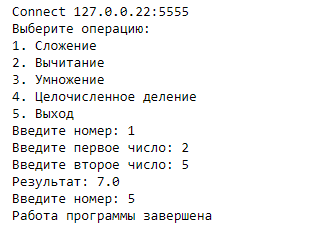 Connect 127.0.0.22:5555
Выберите операцию:
1. Сложение
2. Вычитание
3. Умножение
4. Целочисленное деление
5. Выход
Введите номер: 1
Введите первое число: 2
Введите второе число: 5
Результат: 7.0
Введите номер: 5
Работа программы завершена